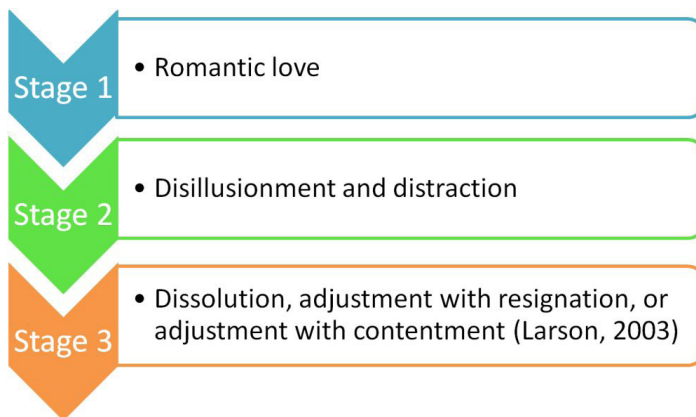 Stage 1
• Romantic love
Stage 2
• Disillusionment and distraction
Stage 3
• Dissolution, adjustment with resignation, or
adjustment with contentment (Larson, 2003)